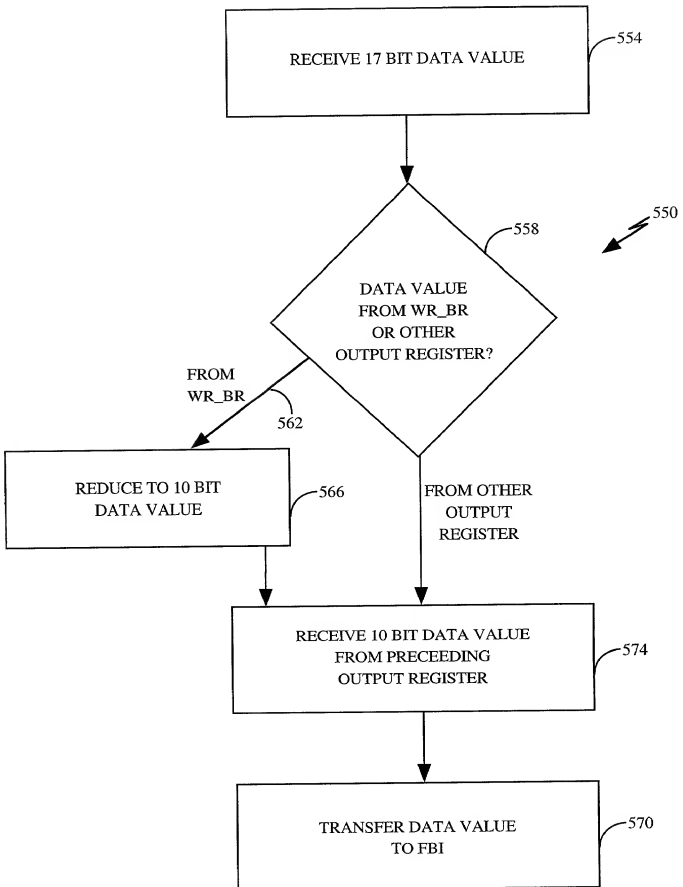 RECEIVE 17 BIT DATA VALUE
554
550
558
DATA VALUE
FROM WR_BR
OR OTHER
OUTPUT REGISTER?
FROM
WR_BR
562
REDUCE TO 10 BIT
DATA VALUE
566
FROM OTHER
OUTPUT
REGISTER
RECEIVE 10 BIT DATA VALUE
FROM PRECEEDING
OUTPUT REGISTER
574
TRANSFER DATA VALUE
TO FBI
570